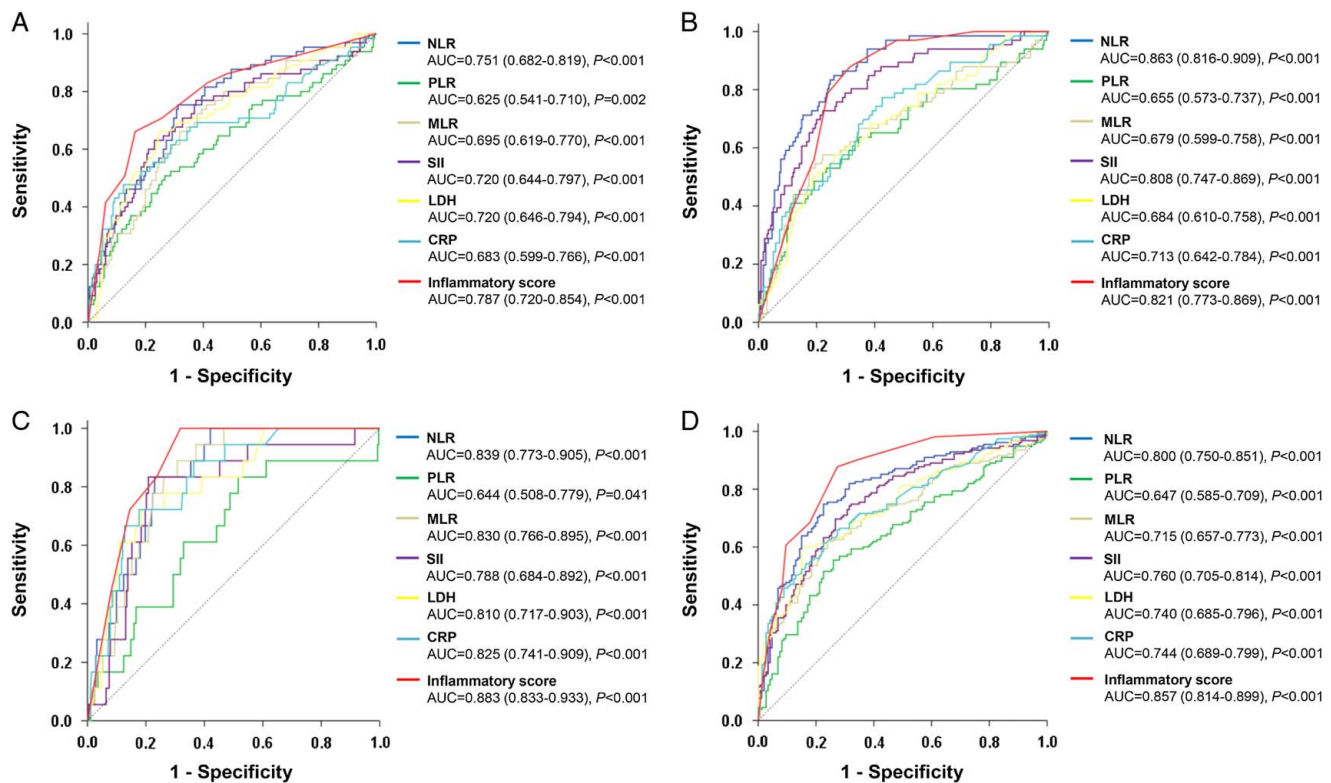 A
Sensitivity
1.0
0.8
0.6
0.4
0.2
0.0
0.0 0.2 0.4 0.6 0.8 1.0
1 - Specificity
NLR
AUC=0.751 (0.682-0.819), P<0.001
PLR
AUC=0.625 (0.541-0.710), P=0.002
MLR
AUC=0.695 (0.619-0.770), P<0.001
SII
AUC=0.720 (0.644-0.797), P<0.001
LDH
AUC=0.720 (0.646-0.794), P<0.001
CRP
AUC=0.683 (0.599-0.766), P<0.001
Inflammatory score
AUC=0.787 (0.720-0.854), P<0.001
B
Sensitivity
1.0
0.8
0.6
0.4
0.2
0.0
0.0 0.2 0.4 0.6 0.8 1.0
1 - Specificity
NLR
AUC=0.863 (0.816-0.909), P<0.001
PLR
AUC=0.655 (0.573-0.737), P<0.001
MLR
AUC=0.679 (0.599-0.758), P<0.001
SII
AUC=0.808 (0.747-0.869), P<0.001
LDH
AUC=0.684 (0.610-0.758), P<0.001
CRP
AUC=0.713 (0.642-0.784), P<0.001
Inflammatory score
AUC=0.821 (0.773-0.869), P<0.001
C
Sensitivity
1.0
0.8
0.6
0.4
0.2
0.0
0.0 0.2 0.4 0.6 0.8 1.0
1 - Specificity
NLR
AUC=0.839 (0.773-0.905), P<0.001
PLR
AUC=0.644 (0.508-0.779), P=0.041
MLR
AUC=0.830 (0.766-0.895), P<0.001
SII
AUC=0.788 (0.684-0.892), P<0.001
LDH
AUC=0.810 (0.717-0.903), P<0.001
CRP
AUC=0.825 (0.741-0.909), P<0.001
Inflammatory score
AUC=0.883 (0.833-0.933), P<0.001
D
Sensitivity
1.0
0.8
0.6
0.4
0.2
0.0
0.0 0.2 0.4 0.6 0.8 1.0
1 - Specificity
NLR
AUC=0.800 (0.750-0.851), P<0.001
PLR
AUC=0.647 (0.585-0.709), P<0.001
MLR
AUC=0.715 (0.657-0.773), P<0.001
SII
AUC=0.760 (0.705-0.814), P<0.001
LDH
AUC=0.740 (0.685-0.796), P<0.001
CRP
AUC=0.744 (0.689-0.799), P<0.001
Inflammatory score
AUC=0.857 (0.814-0.899), P<0.001